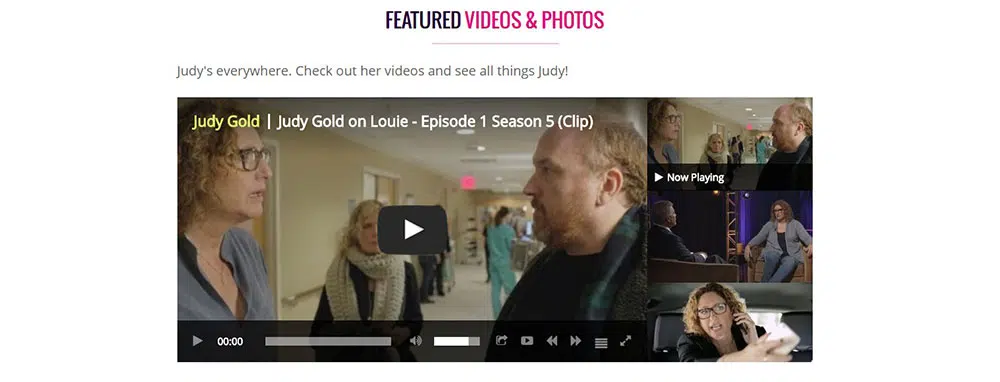 FEATURED VIDEOS & PHOTOS
Judy's everywhere. Check out her videos and see all things Judy!
Judy Gold | Judy Gold on Louie - Episode 1 Season 5 (Clip)
Now Playing
00:00